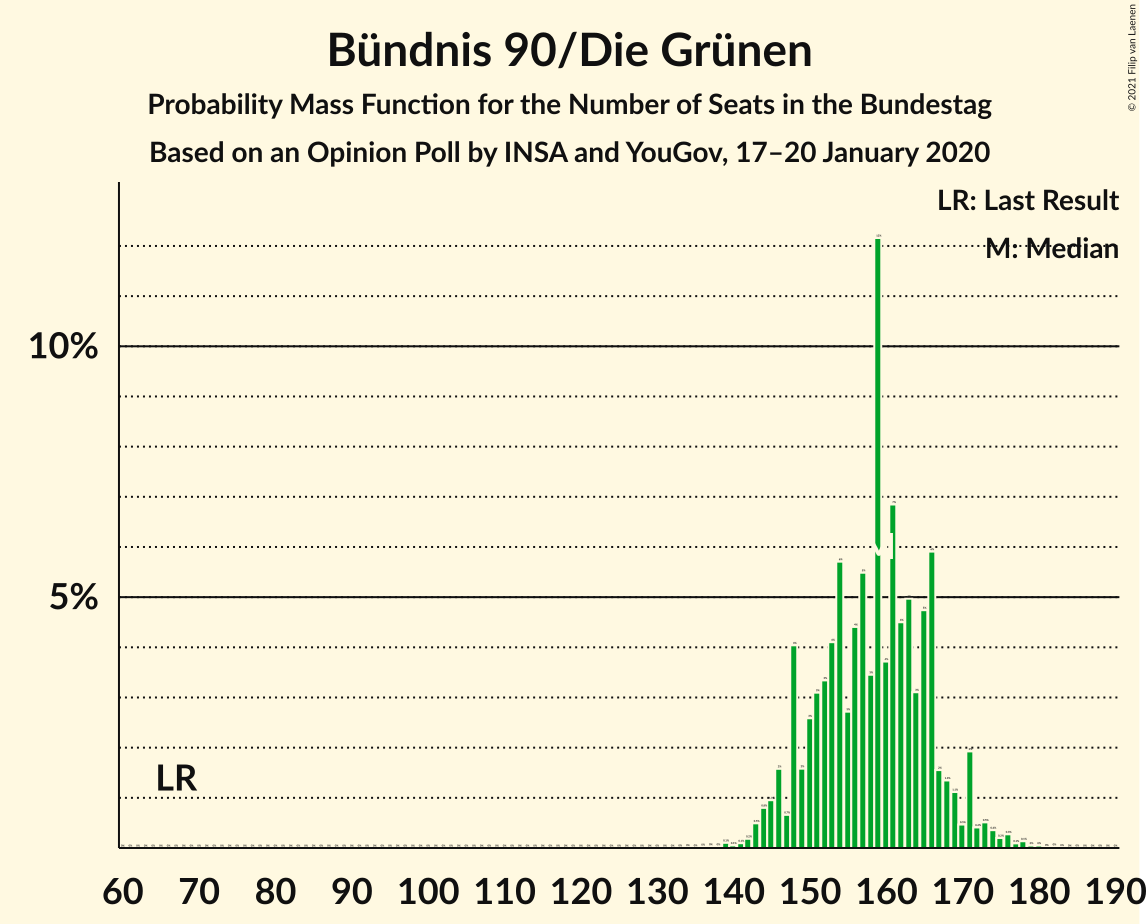 Bündnis 90/Die Grünen
Probability Mass Function for the Number of Seats in the Bundestag
Based on an Opinion Poll by INSA and YouGov, 17–20 January 2020
© 2021 Filip van Laenen
LR: Last Result
M: Median
10%
5%
LR
60 70 80 90 100 110 120 130 140 150 160 170 180 190